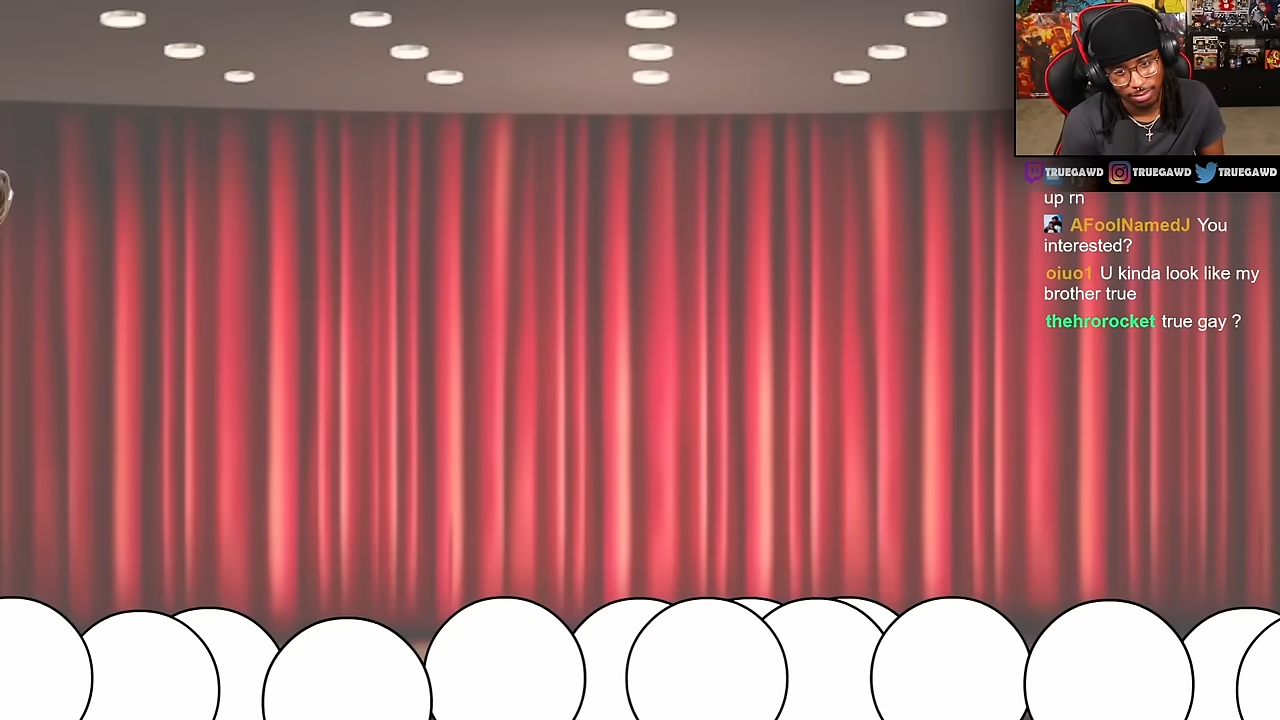 TRUEGAWD TRUEGAWD TRUEGAWD
up rn
AFoolNamedJ You
interested?
oiuo1 U kinda look like my
brother true
thehrorocket true gay ?